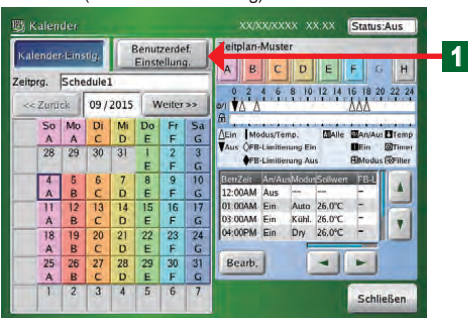 Kalender XX/XX/XXXX XX:XX Status:Aus
Kalender-Einstlg. Benutzerdef. Einstellung.
1
Zeitprg. Schedule1
<< Zurück 09 / 2015 Weiter >>
So Mo Di Mi Do Fr Sa
A B C D E F G
28 29 30 31 1 2 3
E F G
4 5 6 7 8 9 10
A B C D E F G
11 12 13 14 15 16 17
A B C D E F G
18 19 20 21 22 23 24
A B C D E F G
25 26 27 28 29 30 31
A B C D E F G
1 2 3 4 5 6 7
Zeitplan-Muster
A B C D E F G H
0 2 4 6 8 10 12 14 16 18 20 22 24
Ein Modus/Temp. Alle An/Aus Temp
Aus FB-Limitierung Ein Ein Timer
FB-Limitierung Aus Modus Filter
BetrZeit An/Aus Modus Sollwert FB-L
12:00AM Aus --- --- –
01:00AM Ein Auto 26.0°C –
03:00AM Ein Kühl. 26.0°C –
04:00PM Ein Dry 26.0°C –
Bearb.
Schließen